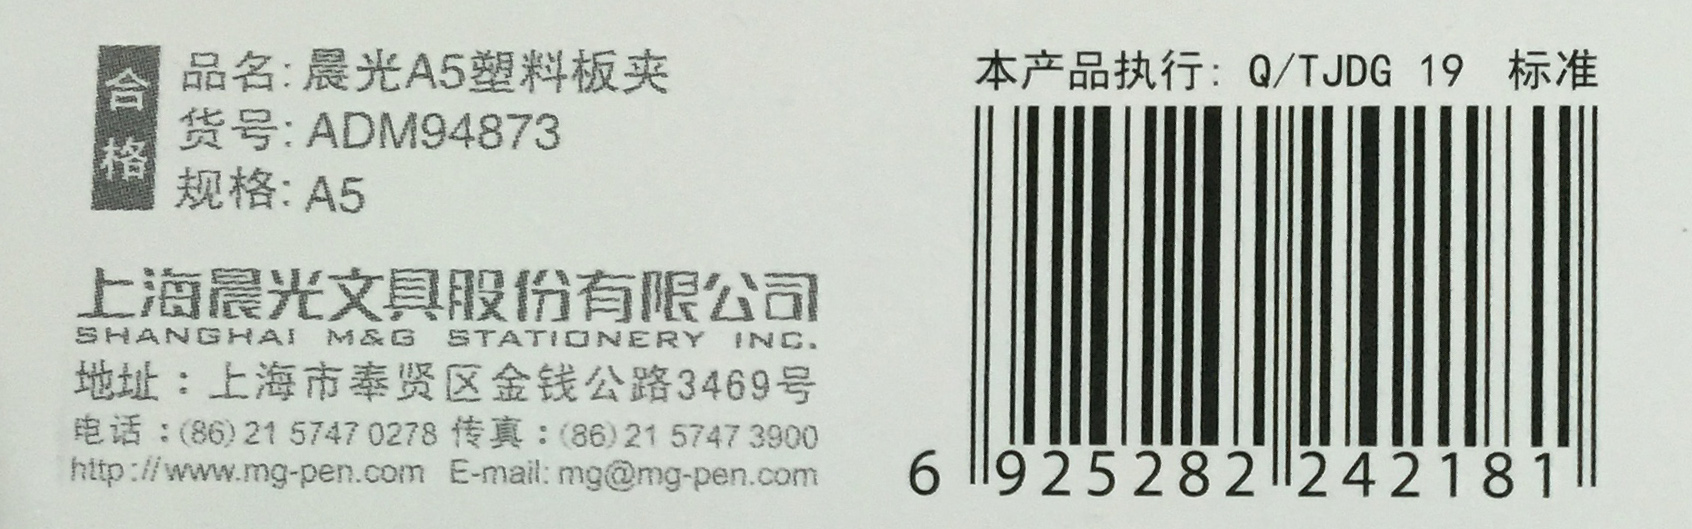 合格
品名: 晨光A5塑料板夹
货号: ADM94873
规格: A5
上海晨光文具股份有限公司
SHANGHAI M&G STATIONERY INC.
地址：上海市奉贤区金钱公路3469号
电话：(86)21 5747 0278 传真：(86)21 5747 3900
http://www.mg-pen.com E-mail: mg@mg-pen.com
本产品执行: Q/TJDG 19 标准
6 925282 242181